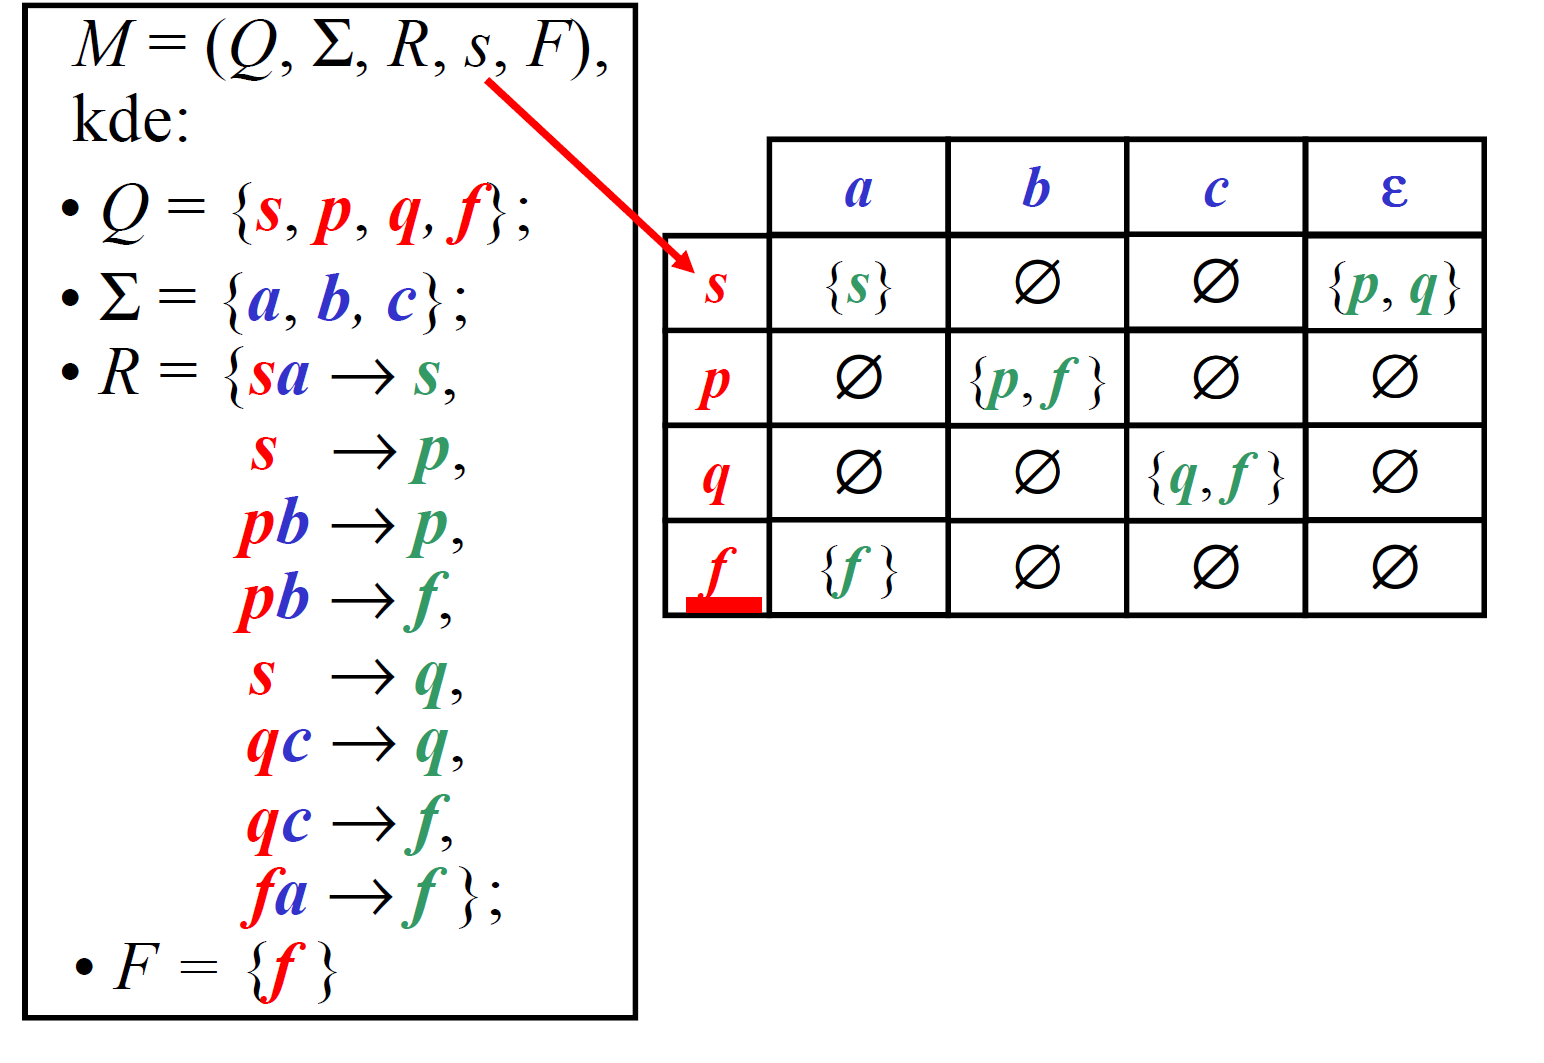 M = (Q, Σ, R, s, F),
kde:
• Q = {s, p, q, f};
• Σ = {a, b, c};
• R = {sa → s,
s → p,
pb → p,
pb → f,
s → q,
qc → q,
qc → f,
fa → f };
• F = {f }
a b c ε
s {s} ∅ ∅ {p, q}
p ∅ {p, f } ∅ ∅
q ∅ ∅ {q, f } ∅
f {f } ∅ ∅ ∅